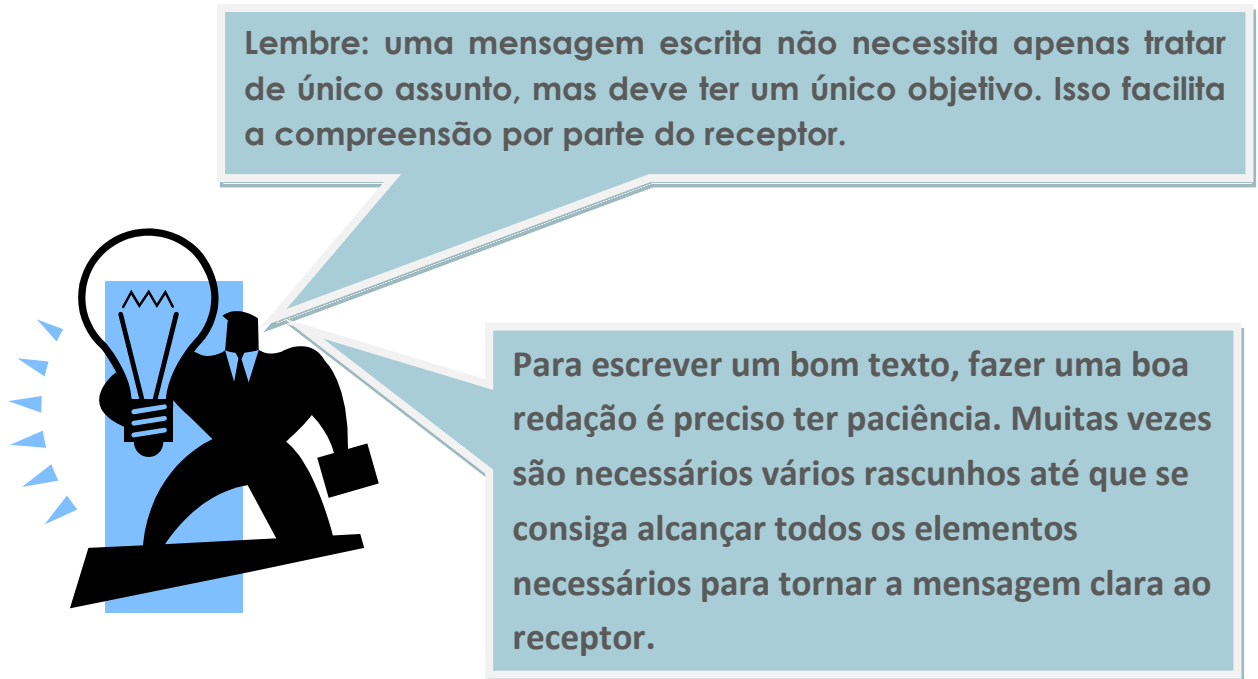 Lembre: uma mensagem escrita não necessita apenas tratar
de único assunto, mas deve ter um único objetivo. Isso facilita
a compreensão por parte do receptor.
Para escrever um bom texto, fazer uma boa
redação é preciso ter paciência. Muitas vezes
são necessários vários rascunhos até que se
consiga alcançar todos os elementos
necessários para tornar a mensagem clara ao
receptor.